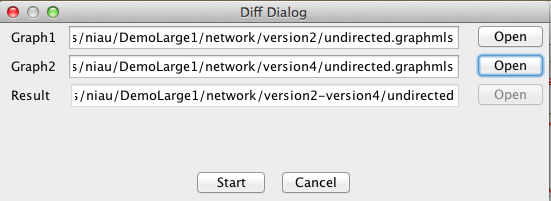 Diff Dialog
Graph1 s/niau/DemoLarge1/network/version2/undirected.graphmls Open
Graph2 s/niau/DemoLarge1/network/version4/undirected.graphmls Open
Result s/niau/DemoLarge1/network/version2-version4/undirected Open
Start Cancel